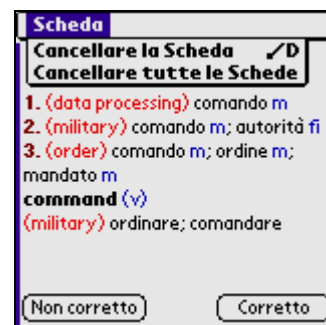 Scheda
Cancellare la Scheda /D
Cancellare tutte le Schede
1. (data processing) comando m
2. (military) comando m; autorità fi
3. (order) comando m; ordine m;
mandato m
command (v)
(military) ordinare; comandare
Non corretto Corretto